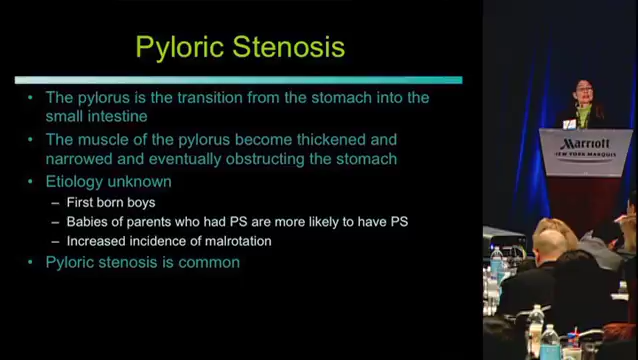 Pyloric Stenosis
• The pylorus is the transition from the stomach into the
small intestine
• The muscle of the pylorus become thickened and
narrowed and eventually obstructing the stomach
• Etiology unknown
– First born boys
– Babies of parents who had PS are more likely to have PS
– Increased incidence of malrotation
• Pyloric stenosis is common
Marriott
NEW YORK MARQUIS